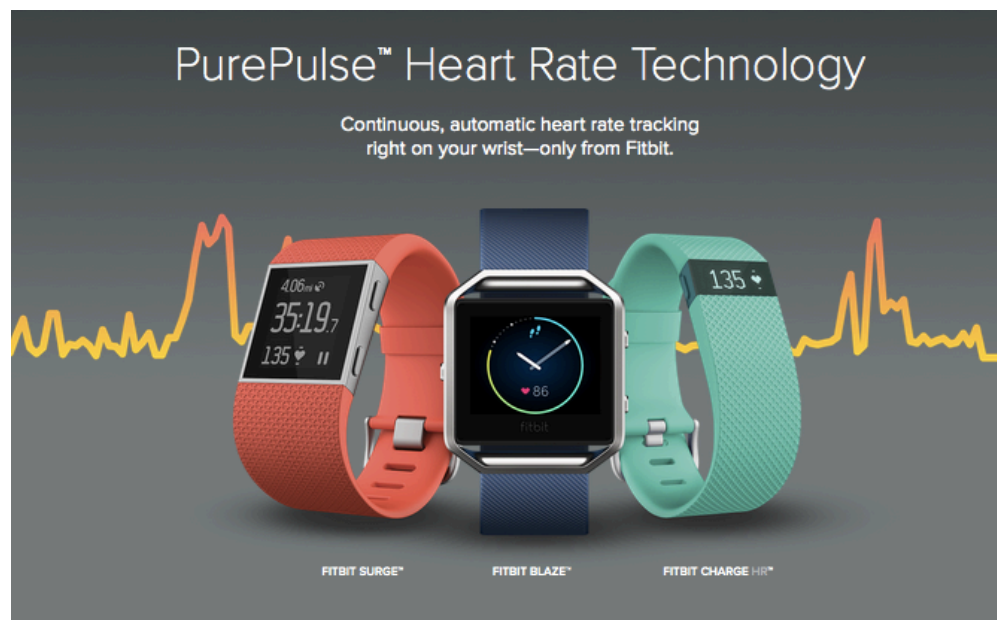 PurePulse™ Heart Rate Technology
Continuous, automatic heart rate tracking
right on your wrist—only from Fitbit.
4.06mi
35:19.7
135
86
fitbit
135
FITBIT SURGE™
FITBIT BLAZE™
FITBIT CHARGE HR™